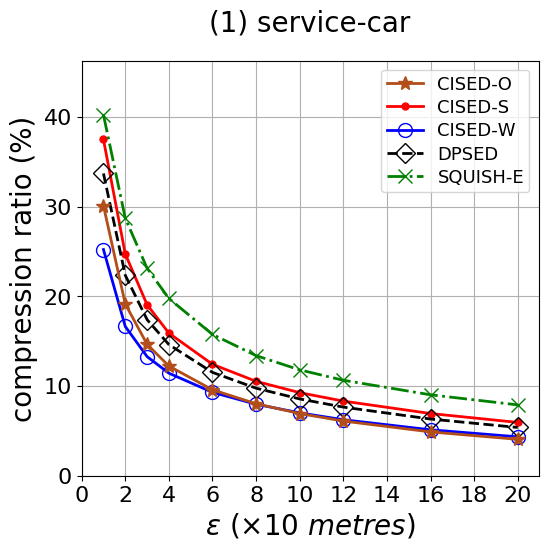 (1) service-car
compression ratio (%)
40
30
20
10
0
0 2 4 6 8 10 12 14 16 18 20
ε (×10 metres)
CISED-O
CISED-S
CISED-W
DPSED
SQUISH-E